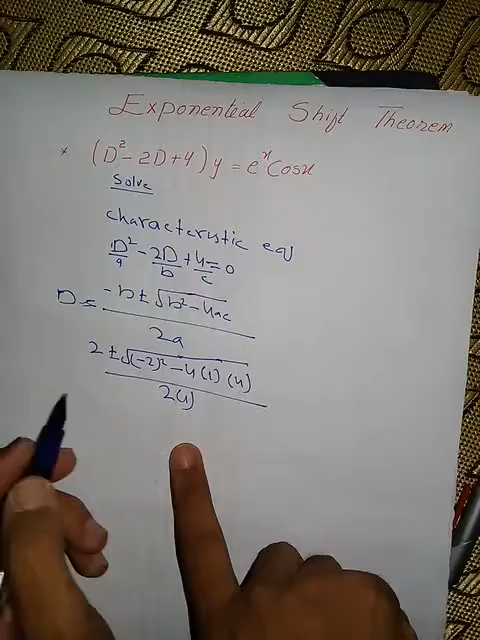 Exponential Shift Theorem
* (D² - 2D + 4) y = eˣ Cosx
Solve
characteristic eq
D² - 2D + 4 = 0
a b c
D = -b ± √b² - 4ac
2a
2 ± √(-2)² - 4(1)(4)
2(1)